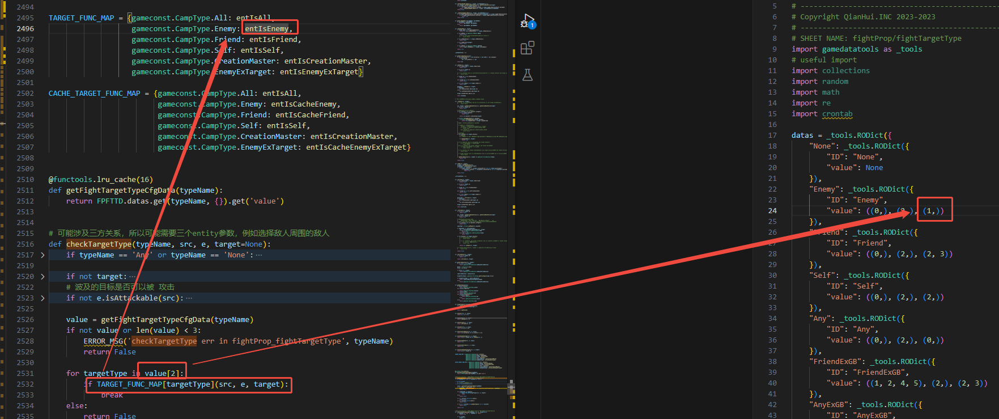 2494
2495 TARGET_FUNC_MAP = {gameconst.CampType.All: entIsAll,
2496 gameconst.CampType.Enemy: entIsEnemy,
2497 gameconst.CampType.Friend: entIsFriend,
2498 gameconst.CampType.Self: entIsSelf,
2499 gameconst.CampType.CreationMaster: entIsCreationMaster,
2500 gameconst.CampType.EnemyExTarget: entIsEnemyExTarget}
2501
2502 CACHE_TARGET_FUNC_MAP = {gameconst.CampType.All: entIsAll,
2503 gameconst.CampType.Enemy: entIsCacheEnemy,
2504 gameconst.CampType.Friend: entIsCacheFriend,
2505 gameconst.CampType.Self: entIsSelf,
2506 gameconst.CampType.CreationMaster: entIsCreationMaster,
2507 gameconst.CampType.EnemyExTarget: entIsCacheEnemyExTarget}
2508
2509
2510 @functools.lru_cache(16)
2511 def getFightTargetTypeCfgData(typeName):
2512 return FPFTTD.datas.get(typeName, {}).get('value')
2513
2514
2515 # 可能涉及三方关系，所以可能需要三个entity参数，例如选择敌人周围的敌人
2516 def checkTargetType(typeName, src, e, target=None):
2517 if typeName == 'Any' or typeName == 'None':···
2519
2520 if not target:···
2522 # 波及的目标是否可以被 攻击
2523 if not e.isAttackable(src):···
2525
2526 value = getFightTargetTypeCfgData(typeName)
2527 if not value or len(value) < 3:
2528 ERROR_MSG('checkTargetType err in fightProp_fightTargetType', typeName)
2529 return False
2530
2531 for targetType in value[2]:
2532 if TARGET_FUNC_MAP[targetType](src, e, target):
2533 break
2534 else:
2535 return False
1
5 # ----------------------------------------------
6 # Copyright QianHui.INC 2023-2023
7 # ----------------------------------------------
8 # SHEET NAME: fightProp/fightTargetType
9 import gamedatatools as _tools
10 # useful import
11 import collections
12 import random
13 import math
14 import re
15 import crontab
16
17 datas = _tools.RODict({
18 "None": _tools.RODict({
19 "ID": "None",
20 "value": None
21 }),
22 "Enemy": _tools.RODict({
23 "ID": "Enemy",
24 "value": ((0,), (2,), (1,))
25 }),
26 "Friend": _tools.RODict({
27 "ID": "Friend",
28 "value": ((0,), (2,), (2, 3))
29 }),
30 "Self": _tools.RODict({
31 "ID": "Self",
32 "value": ((0,), (2,), (2,))
33 }),
34 "Any": _tools.RODict({
35 "ID": "Any",
36 "value": ((0,), (2,), (0,))
37 }),
38 "FriendExGB": _tools.RODict({
39 "ID": "FriendExGB",
40 "value": ((1, 2, 4, 5), (2,), (2, 3))
41 }),
42 "AnyExGB": _tools.RODict({
43 "ID": "AnyExGB",